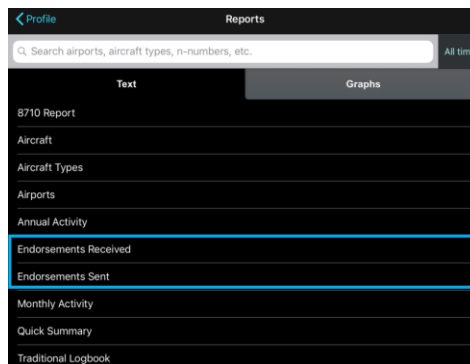 Profile
Reports
Search airports, aircraft types, n-numbers, etc.
All tim
Text
Graphs
8710 Report
Aircraft
Aircraft Types
Airports
Annual Activity
Endorsements Received
Endorsements Sent
Monthly Activity
Quick Summary
Traditional Logbook